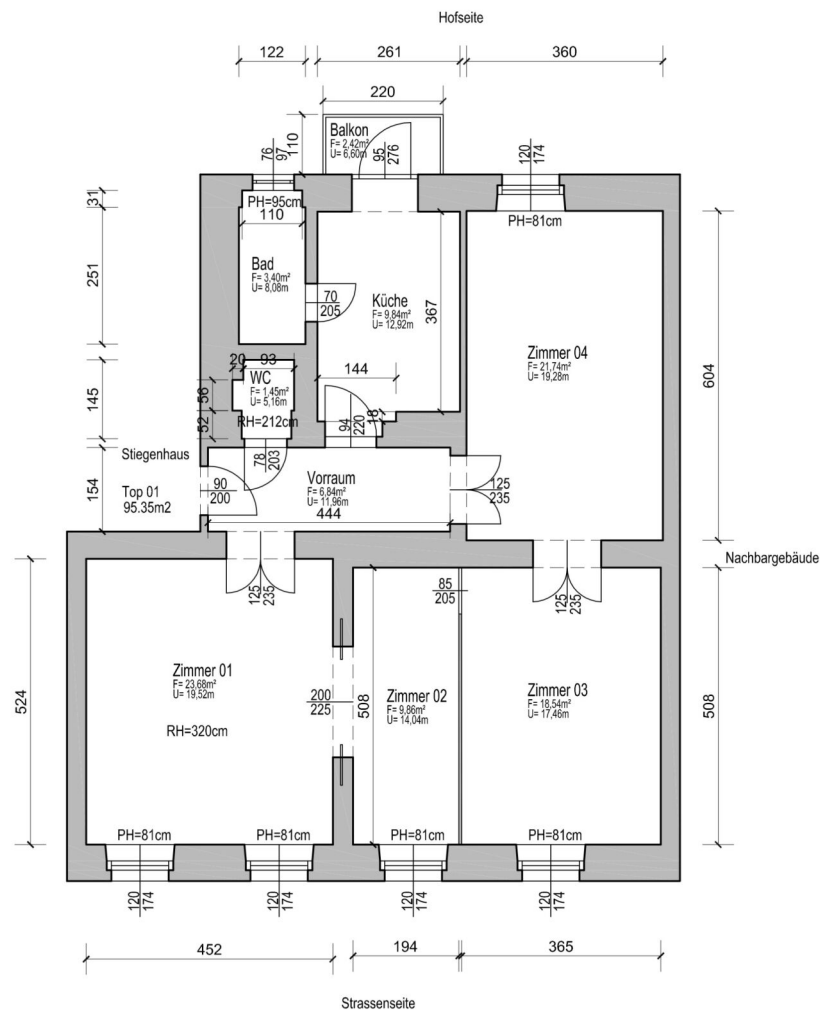 Hofseite
122
261
360
220
110
Balkon
F= 2,42m²
U= 6,60m
95
276
76
97
120
174
31
PH=95cm
110
PH=81cm
251
Bad
F= 3,40m²
U= 8,08m
70
205
Küche
F= 9,84m²
U= 12,92m
367
Zimmer 04
F= 21,74m²
U= 19,28m
604
20
93
144
WC
F= 1,45m²
U= 5,16m
145
56
52
RH=212cm
18
94
220
Stiegenhaus
78
203
Vorraum
F= 6,84m²
U= 11,96m
444
125
235
154
Top 01
95.35m2
90
200
Nachbargebäude
125
235
85
205
125
235
524
Zimmer 01
F= 23,68m²
U= 19,52m
RH=320cm
200
225
508
Zimmer 02
F= 9,86m²
U= 14,04m
Zimmer 03
F= 18,54m²
U= 17,46m
508
PH=81cm
PH=81cm
PH=81cm
PH=81cm
120
174
120
174
120
174
120
174
452
194
365
Strassenseite